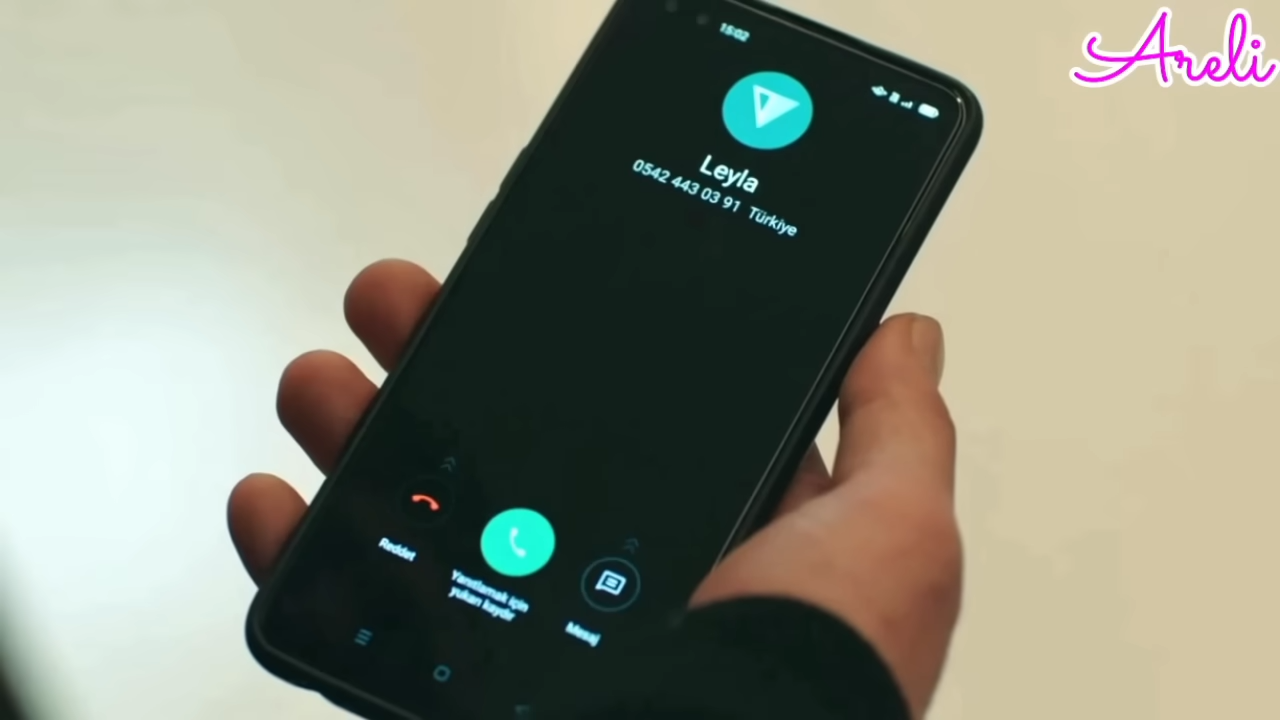 Areli
15:02
Leyla
0542 443 03 91 Türkiye
Reddet
Yanıtlamak için
yukarı kaydır
Mesaj